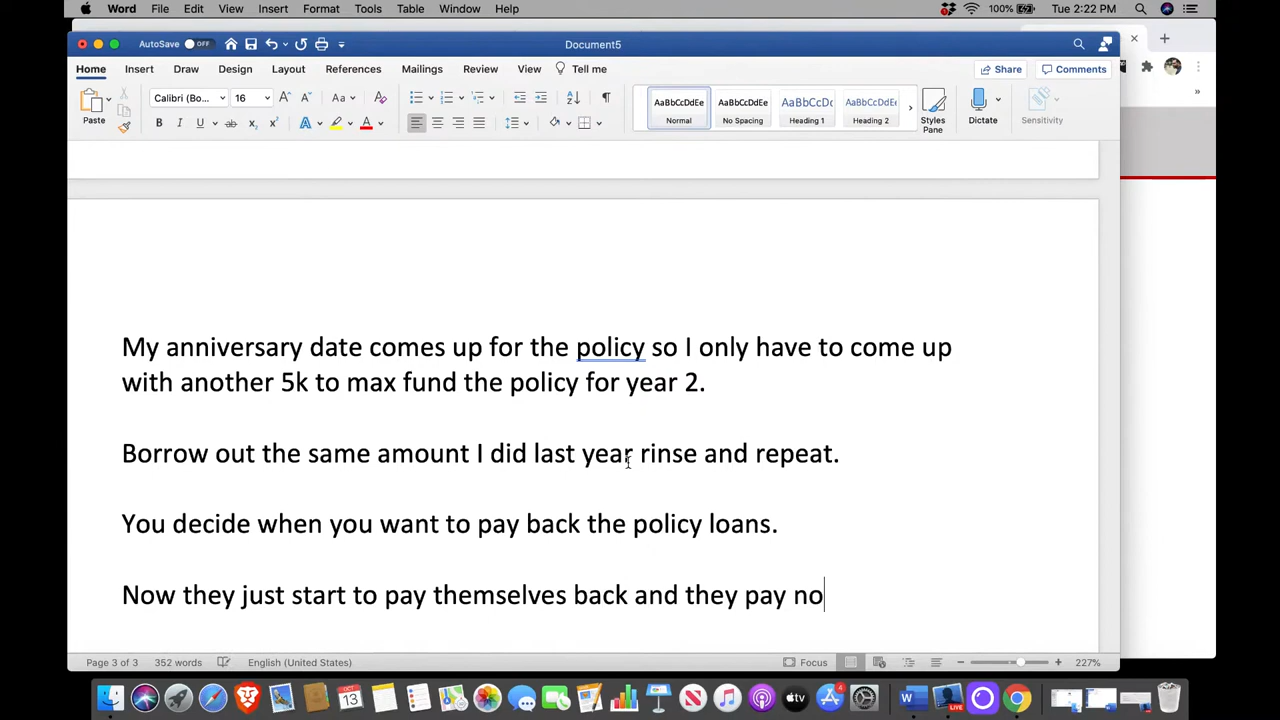 Word File Edit View Insert Format Tools Table Window Help 100% Tue 2:22 PM
AutoSave OFF Document5
Home Insert Draw Design Layout References Mailings Review View Tell me Share Comments
Paste Calibri (Bo... 16 Aa AaBbCcDdEe AaBbCcDdEe AaBbCcDc AaBbCcDdEe
Normal No Spacing Heading 1 Heading 2 Styles Pane Dictate Sensitivity
My anniversary date comes up for the policy so I only have to come up
with another 5k to max fund the policy for year 2.
Borrow out the same amount I did last year rinse and repeat.
You decide when you want to pay back the policy loans.
Now they just start to pay themselves back and they pay no
Page 3 of 3 352 words English (United States) Focus 227%
OCT 13 tv 4 LIVE